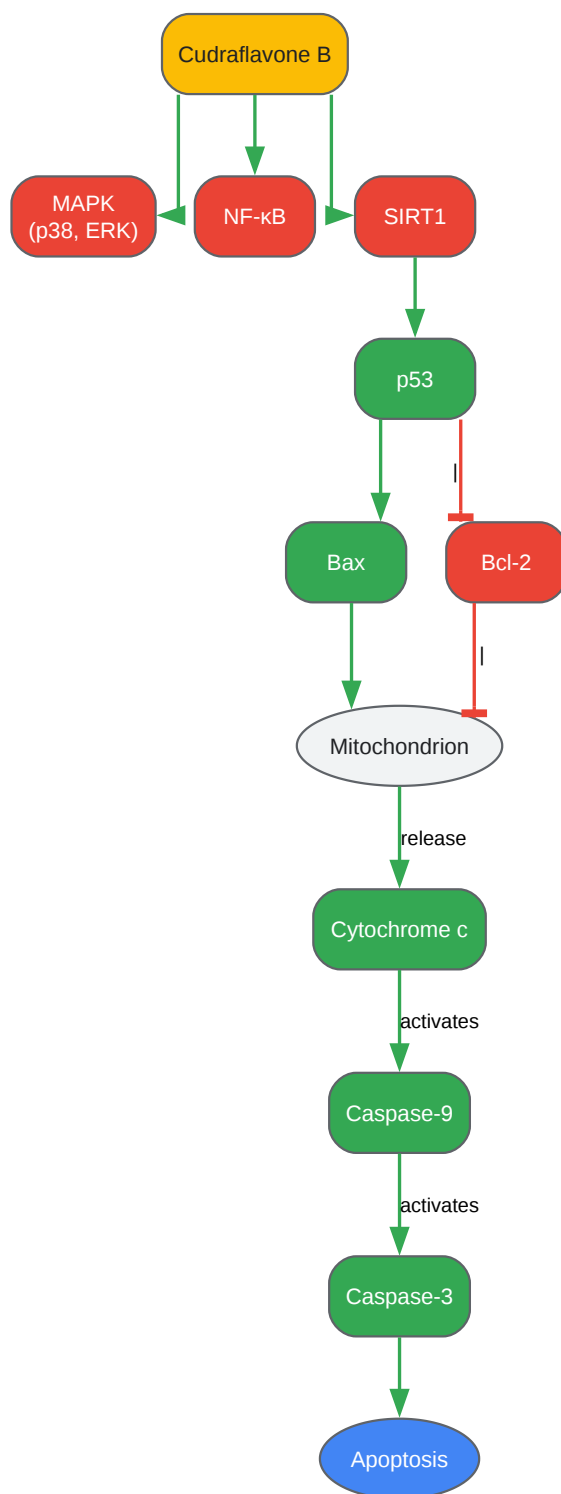 Cudraflavone B
MAPK
(p38, ERK)
NF-κB
SIRT1
p53
|
Bax
Bcl-2
|
Mitochondrion
release
Cytochrome c
activates
Caspase-9
activates
Caspase-3
Apoptosis